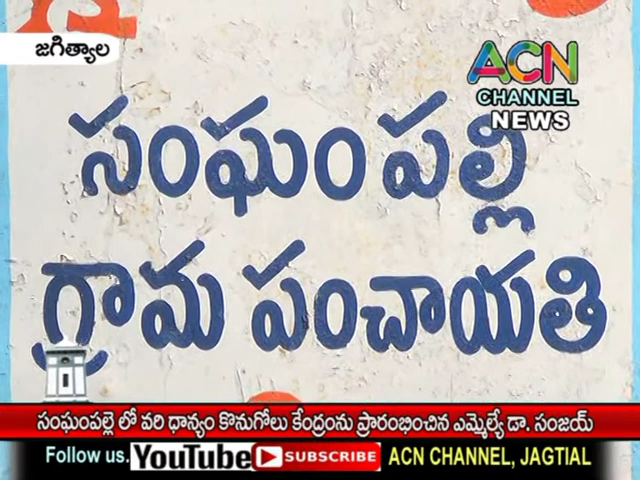 జగిత్యాల
ACN
CHANNEL
NEWS
సంఘం పల్లి
గ్రామ పంచాయతి
సంఘంపల్లె లో వరి ధాన్యం కొనుగోలు కేంద్రంను ప్రారంభించిన ఎమ్మెల్యే డా. సంజయ్
Follow us. YouTube SUBSCRIBE ACN CHANNEL, JAGTIAL